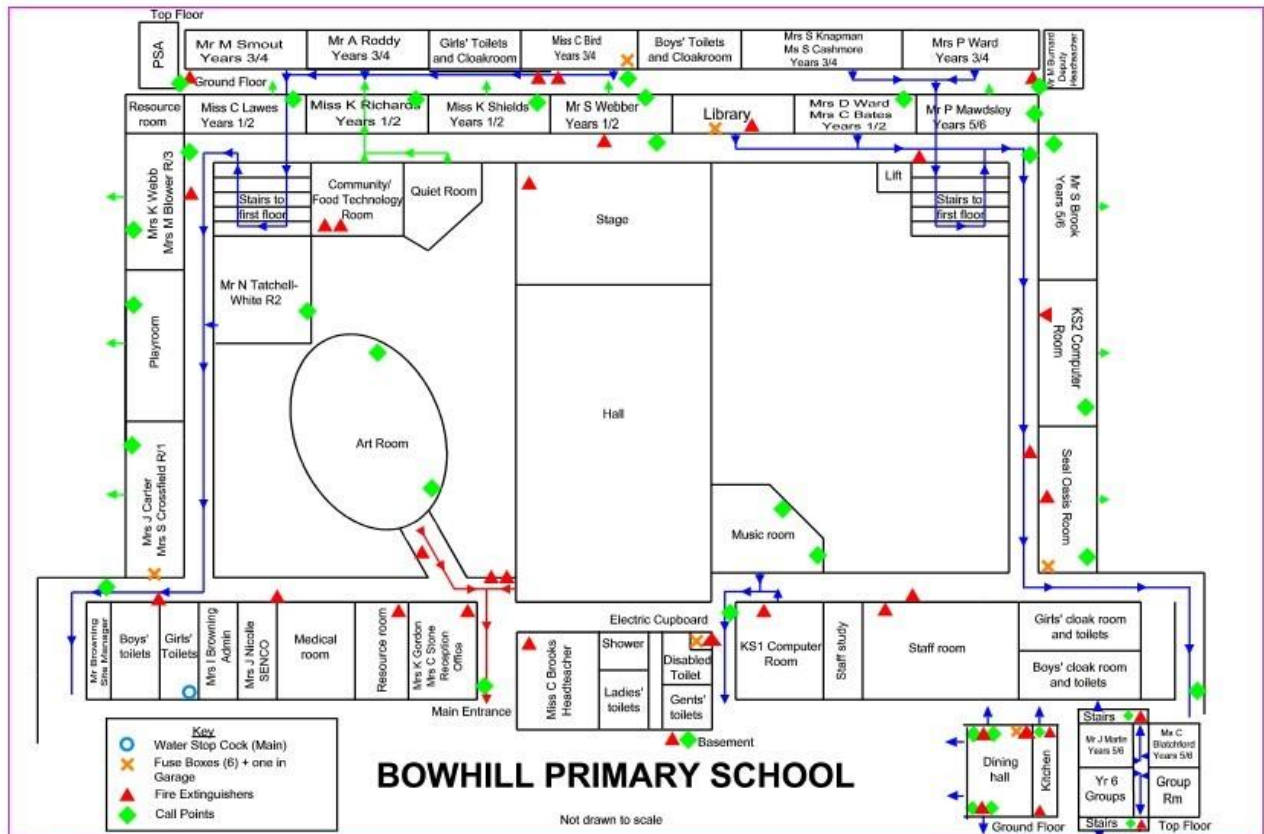 Top Floor
PSA
Mr M Smout
Years 3/4
Mr A Roddy
Years 3/4
Girls' Toilets
and Cloakroom
Miss C Bird
Years 3/4
Boys' Toilets
and Cloakroom
Mrs S Knapman
Ms S Cashmore
Years 3/4
Mrs P Ward
Years 3/4
Mr M Burnard
Deputy
Headteacher
Ground Floor
Resource
room
Miss C Lawes
Years 1/2
Miss K Richards
Years 1/2
Miss K Shields
Years 1/2
Mr S Webber
Years 1/2
Library
Mrs D Ward
Mrs C Bates
Years 1/2
Mr P Mawdsley
Years 5/6
Mrs K Webb
Mrs M Blower R/3
Stairs to
first floor
Community/
Food Technology
Room
Quiet Room
Stage
Lift
Stairs to
first floor
Mr S Brook
Years 5/6
Mr N Tatchell-
White R2
Playroom
KS2 Computer
Room
Hall
Art Room
Mrs J Carter
Mrs S Crossfield R/1
Seal Oasis Room
Music room
Mr Browning
Site Manager
Boys'
toilets
Girls'
Toilets
Mrs I Browning
Admin
Mrs J Nicolle
SENCO
Medical
room
Resource room
Mrs K Gordon
Mrs C Stone
Reception
Office
Main Entrance
Miss C Brooks
Headteacher
Shower
Ladies'
toilets
Electric Cupboard
Disabled
Toilet
Gents'
toilets
Basement
KS1 Computer
Room
Staff study
Staff room
Girls' cloak room
and toilets
Boys' cloak room
and toilets
Key
Water Stop Cock (Main)
Fuse Boxes (6) + one in
Garage
Fire Extinguishers
Call Points
BOWHILL PRIMARY SCHOOL
Not drawn to scale
Dining
hall
Kitchen
Ground Floor
Stairs
Mr J Martin
Years 5/6
Ms C
Blatchford
Years 5/6
Yr 6
Groups
Group
Rm
Stairs
Top Floor